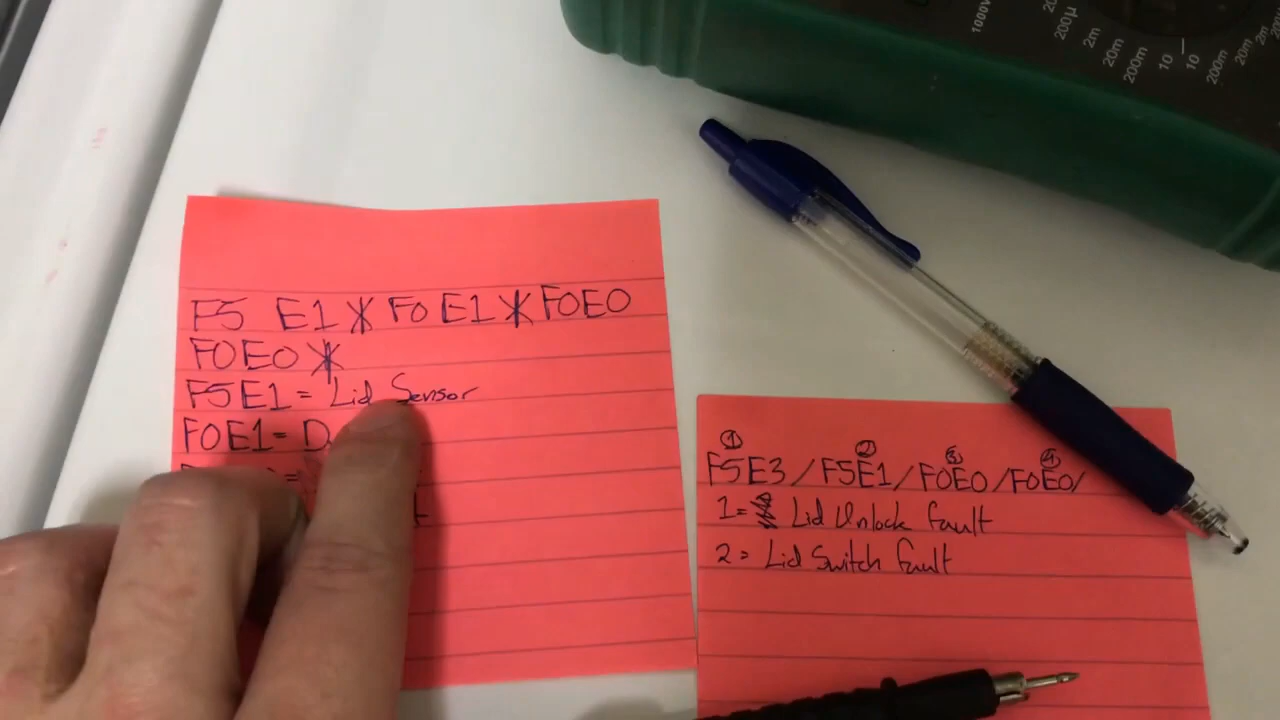 F5 E1 * F0 E1 * F0E0
F0E0 *
F5E1 = Lid Sensor
F0E1=
① ② ③ ④
F5E3 / F5E1 / F0E0 / F0E0/
1= Lid Unlock fault
2= Lid Switch fault
1000V
200µ
2m
20m
200m
10
10
200m
20m
2m